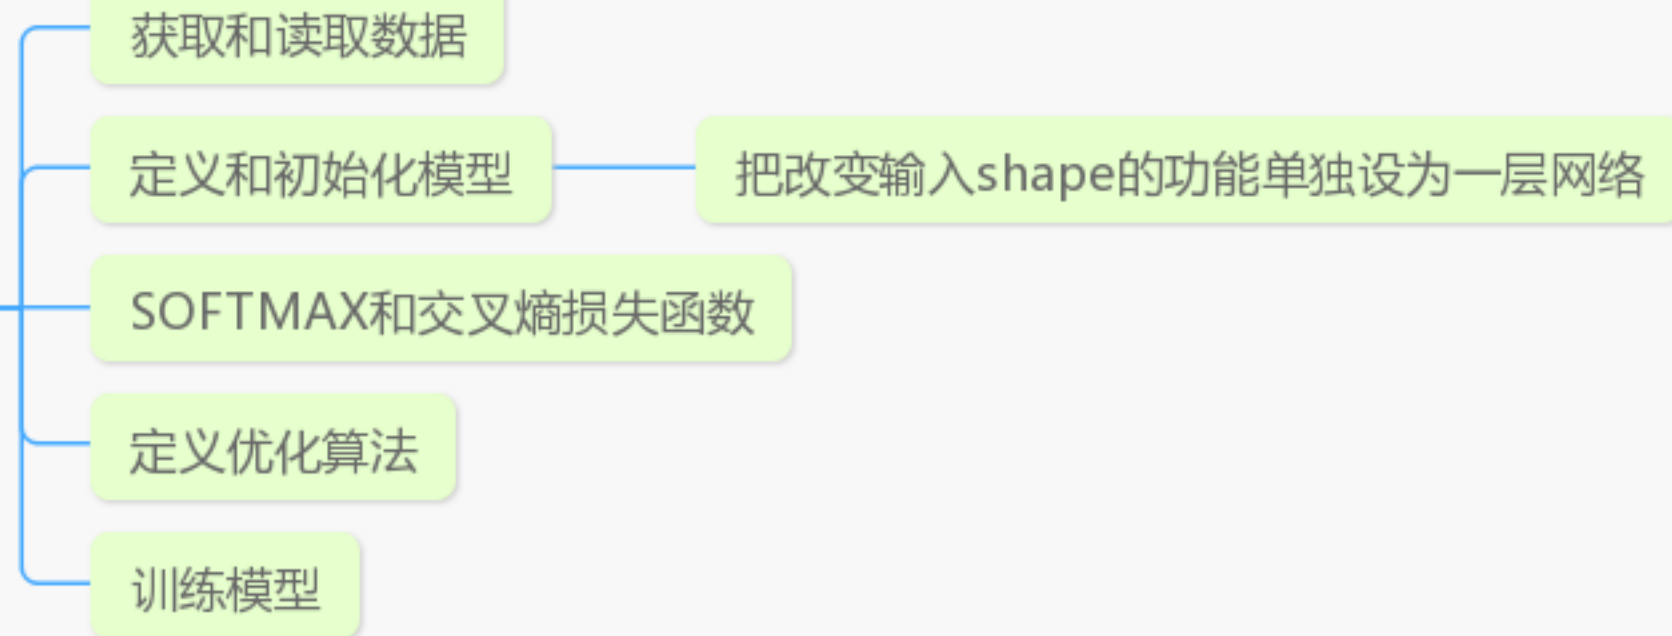 获取和读取数据
定义和初始化模型
把改变输入shape的功能单独设为一层网络
SOFTMAX和交叉熵损失函数
定义优化算法
训练模型